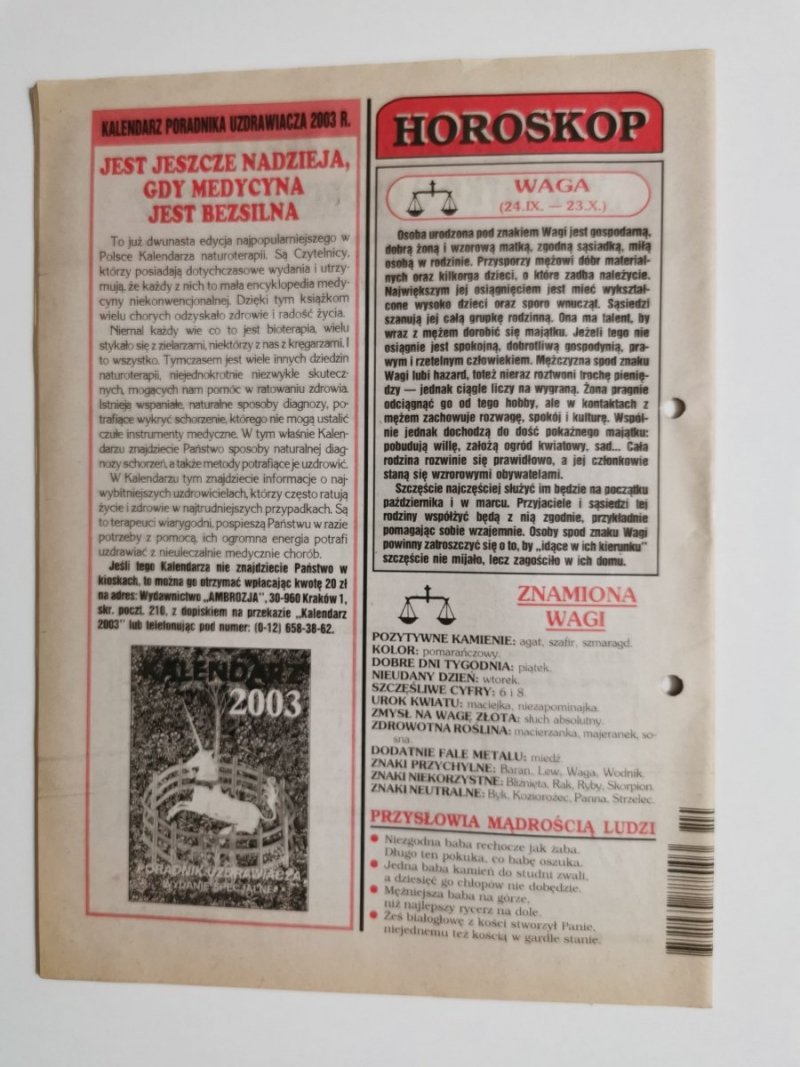 KALENDARZ PORADNIKA UZDRAWIACZA 2003 R.
JEST JESZCZE NADZIEJA,
GDY MEDYCYNA
JEST BEZSILNA
To już dwunasta edycja najpopularniejszego w
Polsce Kalendarza naturoterapii. Są Czytelnicy,
którzy posiadają dotychczasowe wydania i utrzy-
mują, że każdy z nich to mała encyklopedia medy-
cyny niekonwencjonalnej. Dzięki tym książkom
wielu chorych odzyskało zdrowie i radość życia.
Niemal każdy wie co to jest bioterapia, wielu
stykało się z zielarzami, niektórzy z nas z kręgarzami. I
to wszystko. Tymczasem jest wiele innych dziedzin
naturoterapii, niejednokrotnie niezwykle skutecz-
nych, mogących nam pomóc w ratowaniu zdrowia.
Istnieją wspaniałe, naturalne sposoby diagnozy, po-
trafiące wykryć schorzenie, którego nie mogą ustalić
czułe instrumenty medyczne. W tym właśnie Kalen-
darzu znajdziecie Państwo sposoby naturalnej diag-
nozy schorzeń, a także metody potrafiące je uzdrowić.
W Kalendarzu tym znajdziecie informacje o naj-
wybitniejszych uzdrowicielach, którzy często ratują
życie i zdrowie w najtrudniejszych przypadkach. Są
to terapeuci wiarygodni, pospieszą Państwu w razie
potrzeby z pomocą, ich ogromna energia potrafi
uzdrawiać z nieuleczalnie medycznie chorób.
Jeśli tego Kalendarza nie znajdziecie Państwo w
kioskach, to można go otrzymać wpłacając kwotę 20 zł
na adres: Wydawnictwo „AMBROZJA", 30-960 Kraków 1,
skr. poczt. 216, z dopiskiem na przekazie „Kalendarz
2003" lub telefonując pod numer: (0-12) 658-38-62.
KALENDARZ
2003
PORADNIK UZDRAWIACZA
WYDANIE SPECJALNE
HOROSKOP
WAGA
(24.IX. — 23.X.)
Osoba urodzona pod znakiem Wagi jest gospodarną,
dobrą żoną i wzorową matką, zgodną sąsiadką, miłą
osobą w rodzinie. Przysporzy mężowi dóbr material-
nych oraz kilkorga dzieci, o które zadba należycie.
Największym jej osiągnięciem jest mieć wykształ-
cone wysoko dzieci oraz sporo wnucząt. Sąsiedzi
szanują jej całą grupkę rodzinną. Ona ma talent, by
wraz z mężem dorobić się majątku. Jeżeli tego nie
osiągnie jest spokojną, dobrotliwą gospodynią, pra-
wym i rzetelnym człowiekiem. Mężczyzna spod znaku
Wagi lubi hazard, toteż nieraz roztwoni trochę pienię-
dzy — jednak ciągle liczy na wygraną. Żona pragnie
odciągnąć go od tego hobby, ale w kontaktach z
mężem zachowuje rozwagę, spokój i kulturę. Wspól-
nie jednak dochodzą do dość pokaźnego majątku:
pobudują willę, założą ogród kwiatowy, sad... Cała
rodzina rozwinie się prawidłowo, a jej członkowie
staną się wzorowymi obywatelami.
Szczęście najczęściej służyć im będzie na początku
października i w marcu. Przyjaciele i sąsiedzi tej
rodziny współżyć będą z nią zgodnie, przykładnie
pomagając sobie wzajemnie. Osoby spod znaku Wagi
powinny zatroszczyć się o to, by „idące w ich kierunku"
szczęście nie mijało, lecz zagościło w ich domu.
ZNAMIONA
WAGI
POZYTYWNE KAMIENIE: agat, szafir, szmaragd.
KOLOR: pomarańczowy.
DOBRE DNI TYGODNIA: piątek.
NIEUDANY DZIEŃ: wtorek.
SZCZĘŚLIWE CYFRY: 6 i 8.
UROK KWIATU: maciejka, niezapominajka.
ZMYSŁ NA WAGĘ ZŁOTA: słuch absolutny.
ZDROWOTNA ROŚLINA: macierzanka, majeranek, so-
sna.
DODATNIE FALE METALU: miedź.
ZNAKI PRZYCHYLNE: Baran, Lew, Waga, Wodnik.
ZNAKI NIEKORZYSTNE: Bliźnięta, Rak, Ryby, Skorpion.
ZNAKI NEUTRALNE: Byk, Koziorożec, Panna, Strzelec.
PRZYSŁOWIA MĄDROŚCIĄ LUDZI
• Niezgodna baba rechocze jak żaba.
Długo ten pokuka, co babę oszuka.
• Jedna baba kamień do studni zwali,
a dziesięć go chłopów nie dobędzie.
• Mężniejsza baba na górze,
niż najlepszy rycerz na dole.
• Żeś białogłowę z kości stworzył Panie,
niejednemu też kością w gardle stanie.